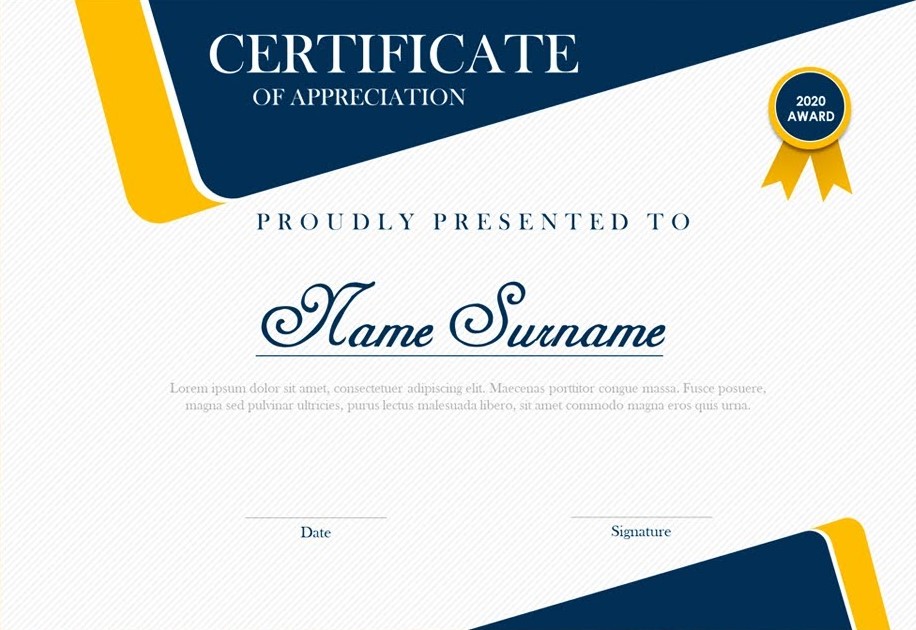 CERTIFICATE
OF APPRECIATION
2020
AWARD
PROUDLY PRESENTED TO
Name Surname
Lorem ipsum dolor sit amet, consectetuer adipiscing elit. Maecenas porttitor congue massa. Fusce posuere,
magna sed pulvinar ultricies, purus lectus malesuada libero, sit amet commodo magna eros quis urna.
Date
Signature